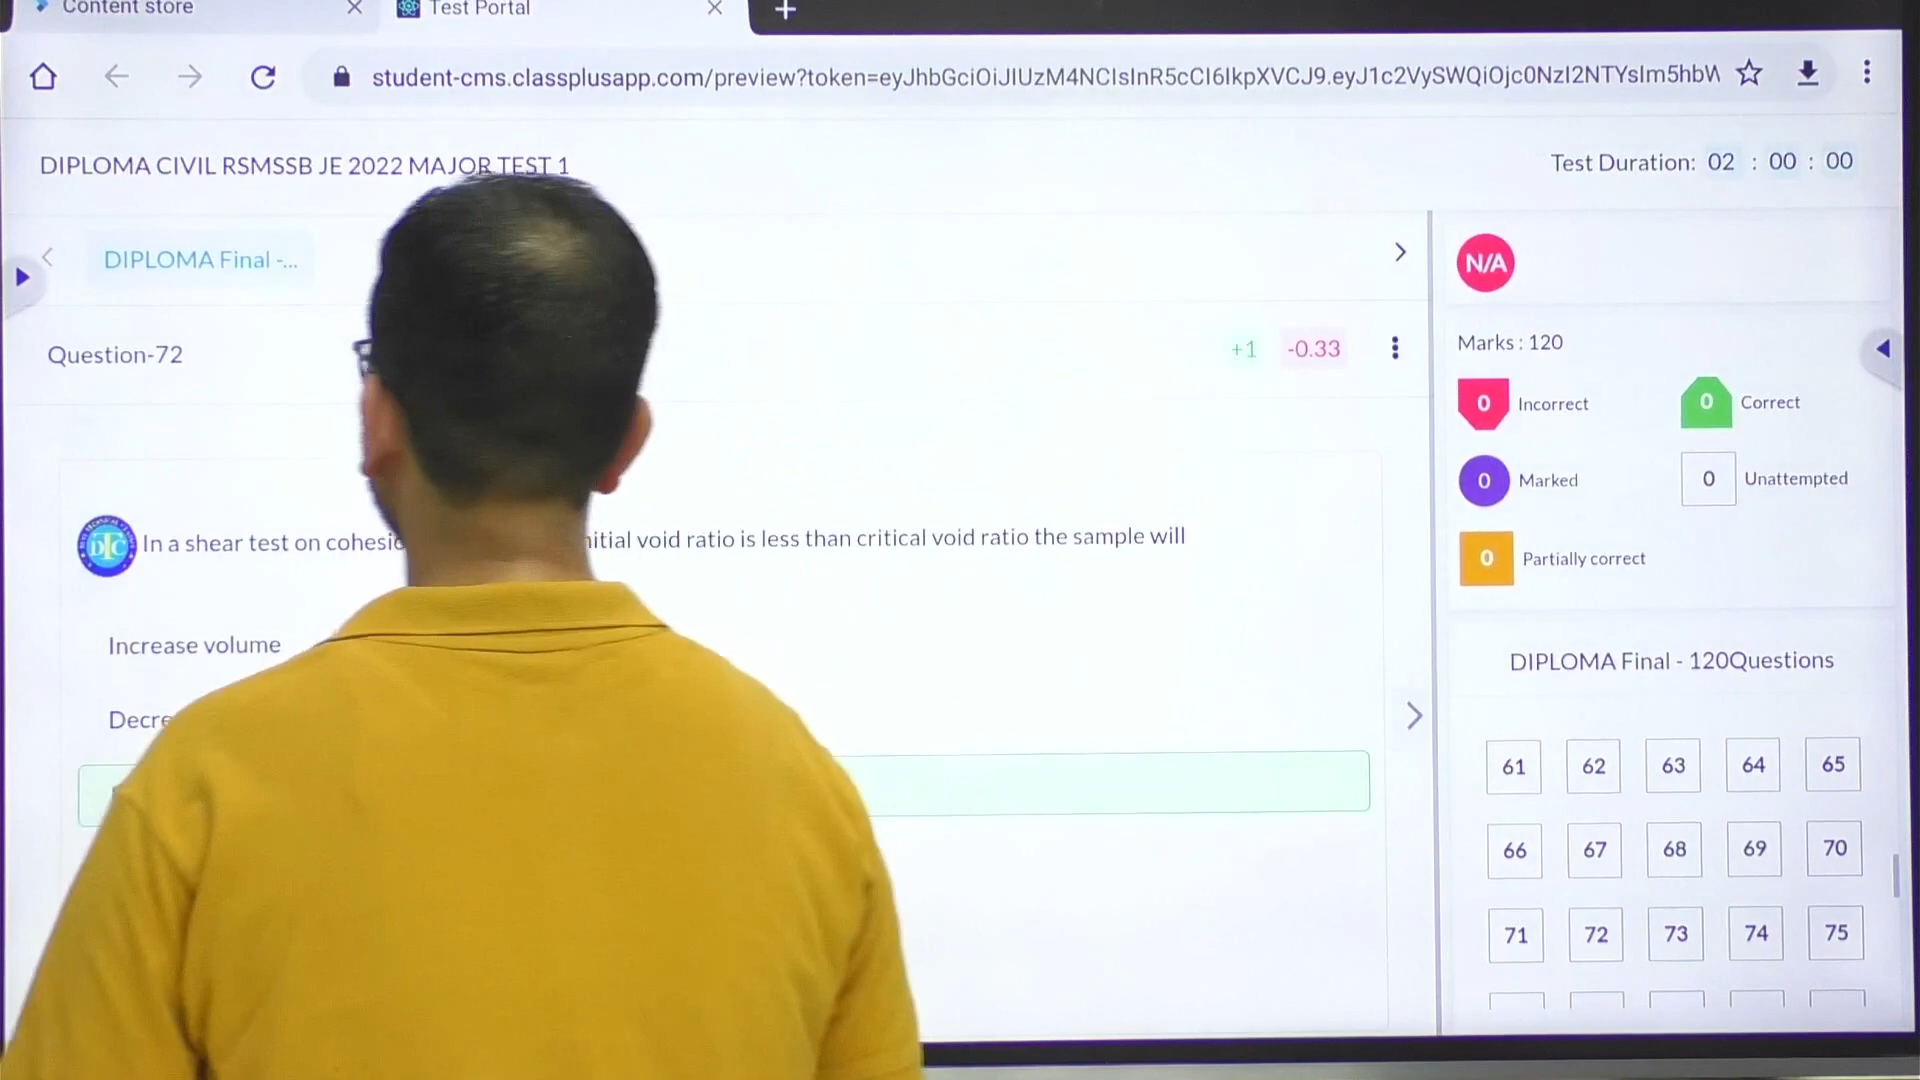 Content store
Test Portal
student-cms.classplusapp.com/preview?token=eyJhbGciOiJIUzM4NCIsInR5cCI6IkpXVCJ9.eyJ1c2VySWQiOjc0NzI2NTYsIm5hbW
DIPLOMA CIVIL RSMSSB JE 2022 MAJOR TEST 1
Test Duration: 02 : 00 : 00
DIPLOMA Final -...
N/A
Question-72
+1 -0.33
Marks : 120
0 Incorrect
0 Correct
0 Marked
0 Unattempted
0 Partially correct
DTC
In a shear test on void ratio is less than critical void ratio the sample will
Increase volume
DIPLOMA Final - 120Questions
61 62 63 64 65
66 67 68 69 70
71 72 73 74 75